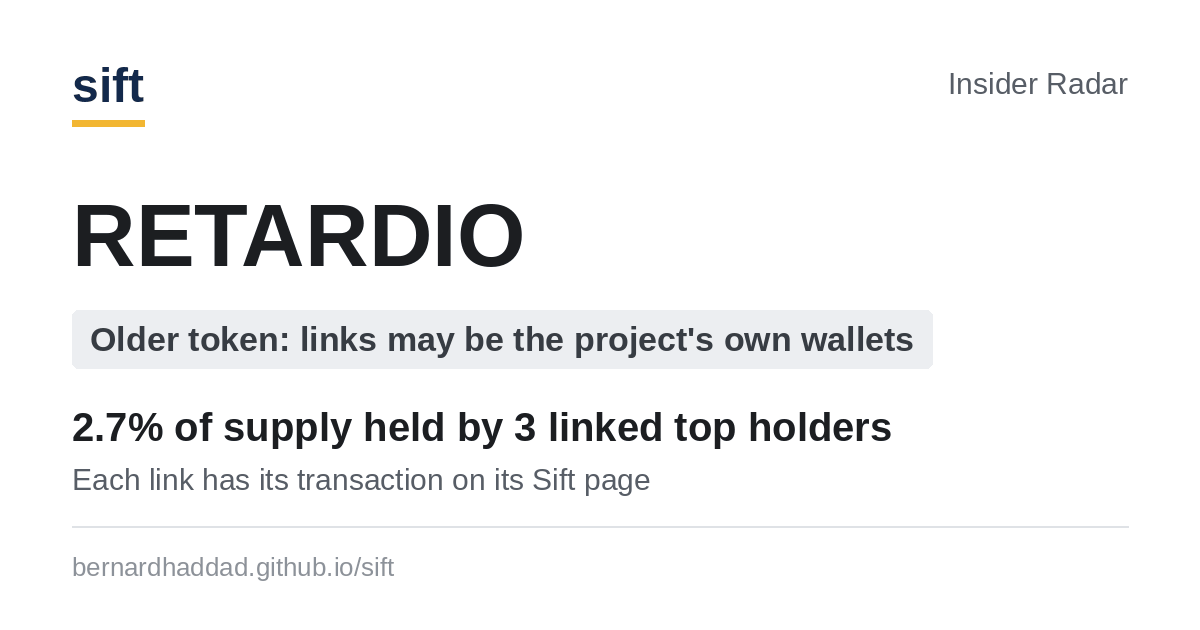 sift
Insider Radar
RETARDIO
Older token: links may be the project's own wallets
2.7% of supply held by 3 linked top holders
Each link has its transaction on its Sift page
bernardhaddad.github.io/sift